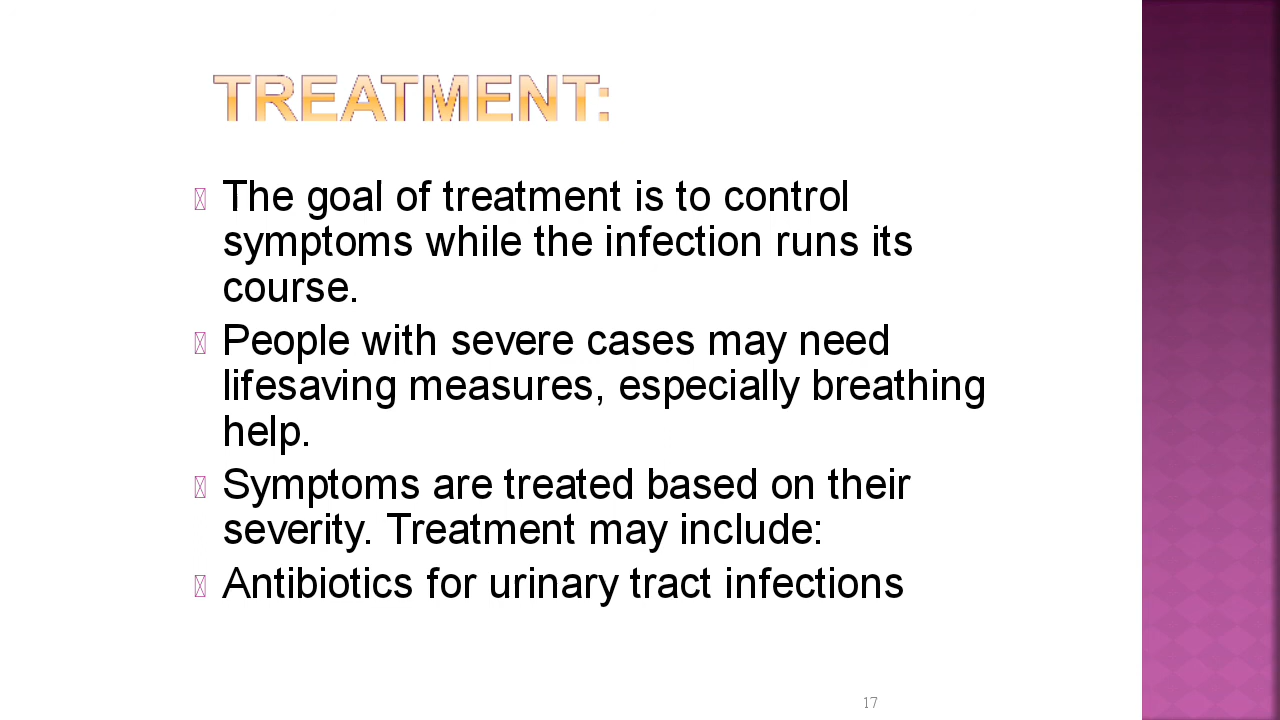 TREATMENT:
The goal of treatment is to control
symptoms while the infection runs its
course.
People with severe cases may need
lifesaving measures, especially breathing
help.
Symptoms are treated based on their
severity. Treatment may include:
Antibiotics for urinary tract infections
17